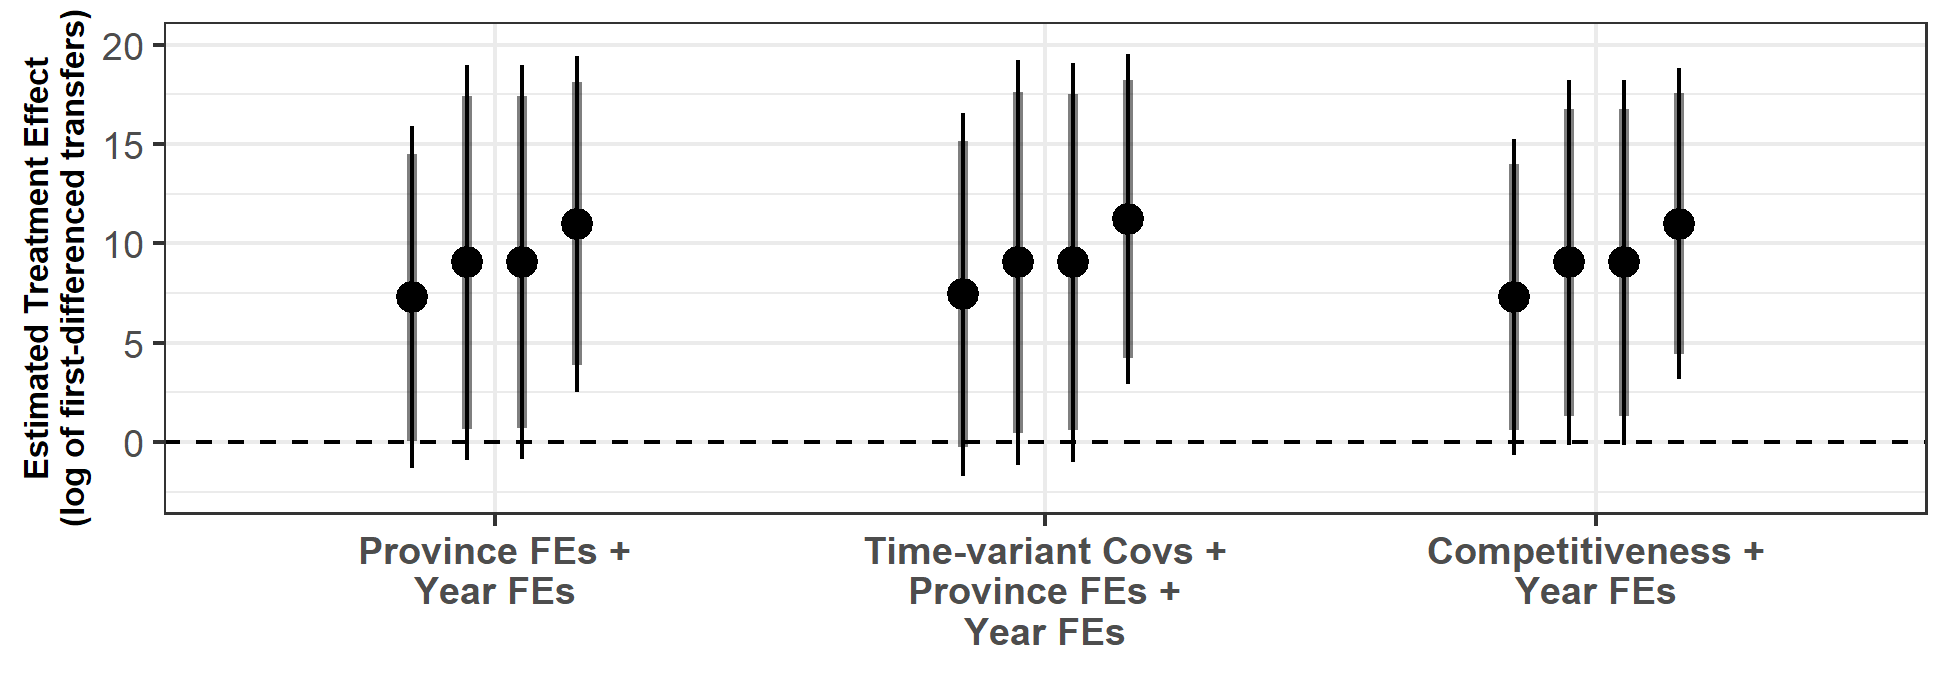 Estimated Treatment Effect
(log of first-differenced transfers)
20
15
10
5
0
Province FEs +
Year FEs
Time-variant Covs +
Province FEs +
Year FEs
Competitiveness +
Year FEs